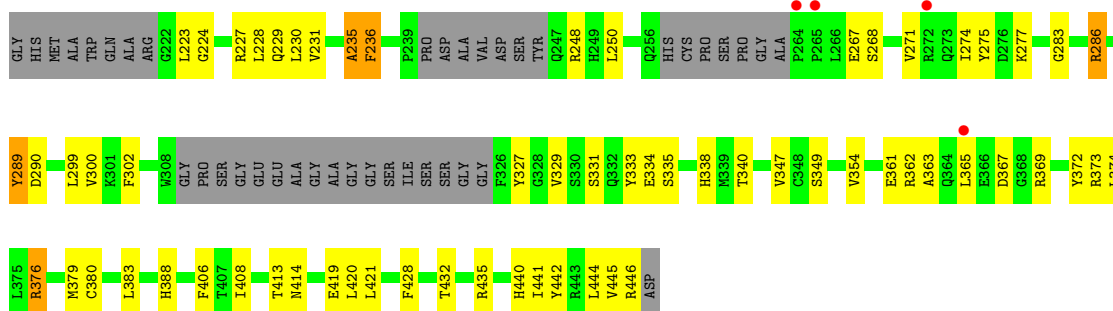 GLY HIS MET ALA TRP GLN ALA ARG G222 L223 G224 R227 L228 Q229 L230 V231 A235 F236 P239 PRO ASP ALA VAL ASP SER TYR Q247 R248 H249 L250 Q256 HIS CYS PRO SER PRO GLY ALA P264 P265 L266 E267 S268 V271 R272 Q273 I274 Y275 D276 K277 G283 R286
Y289 D290 L299 V300 K301 F302 W308 GLY PRO SER GLY GLU GLU ALA GLY ALA GLY GLY SER ILE SER SER GLY GLY F326 Y327 G328 V329 S330 S331 Q332 Y333 E334 S335 H338 M339 T340 V347 C348 S349 V354 E361 R362 A363 Q364 L365 E366 D367 G368 R369 Y372 R373 L374
L375 R376 M379 C380 L383 H388 F406 T407 I408 T413 N414 E419 L420 L421 F428 T432 R435 H440 I441 Y442 R443 L444 V445 R446 ASP